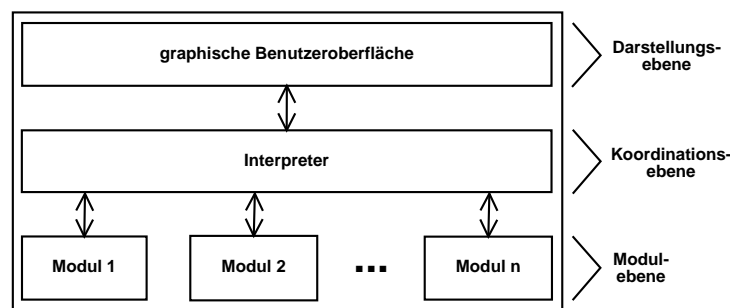 graphische Benutzeroberfläche
Darstellungs-
ebene
Interpreter
Koordinations-
ebene
Modul 1
Modul 2
...
Modul n
Modul-
ebene